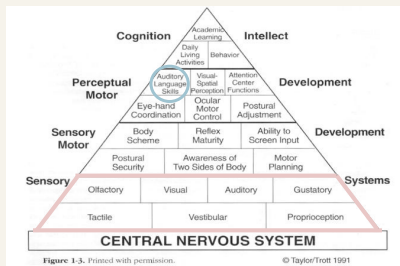 Cognition
Academic Learning
Intellect
Daily Living Activities
Behavior
Perceptual Motor
Auditory Language Skills
Visual-Spatial Perception
Attention Center Functions
Development
Eye-hand Coordination
Ocular Motor Control
Postural Adjustment
Sensory Motor
Body Scheme
Reflex Maturity
Ability to Screen Input
Development
Postural Security
Awareness of Two Sides of Body
Motor Planning
Sensory
Systems
Olfactory
Visual
Auditory
Gustatory
Tactile
Vestibular
Proprioception
CENTRAL NERVOUS SYSTEM
Figure 1-3. Printed with permission.
© Taylor/Trott 1991